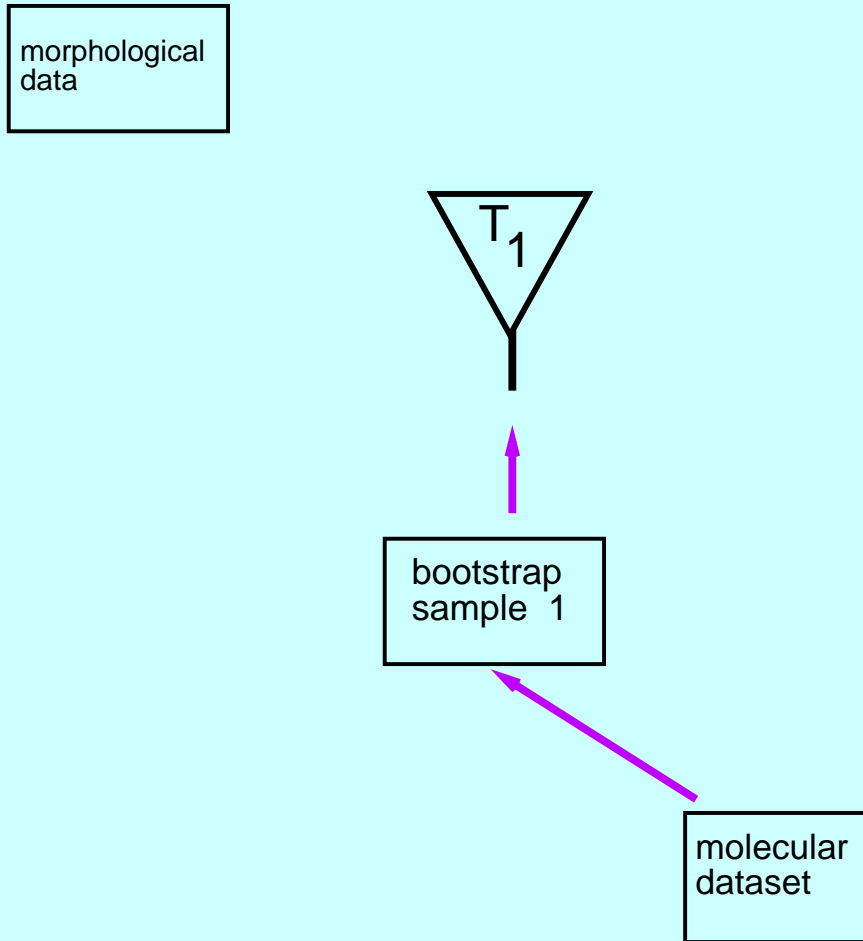 morphological
data
T1
bootstrap
sample 1
molecular
dataset